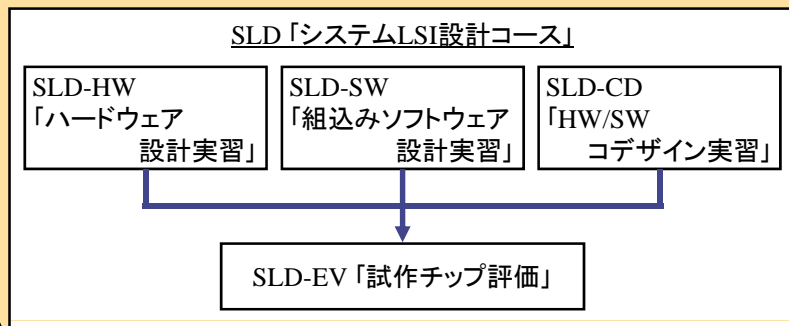 SLD「システムLSI設計コース」
SLD-HW
「ハードウェア
設計実習」
SLD-SW
「組込みソフトウェア
設計実習」
SLD-CD
「HW/SW
コデザイン実習」
SLD-EV「試作チップ評価」